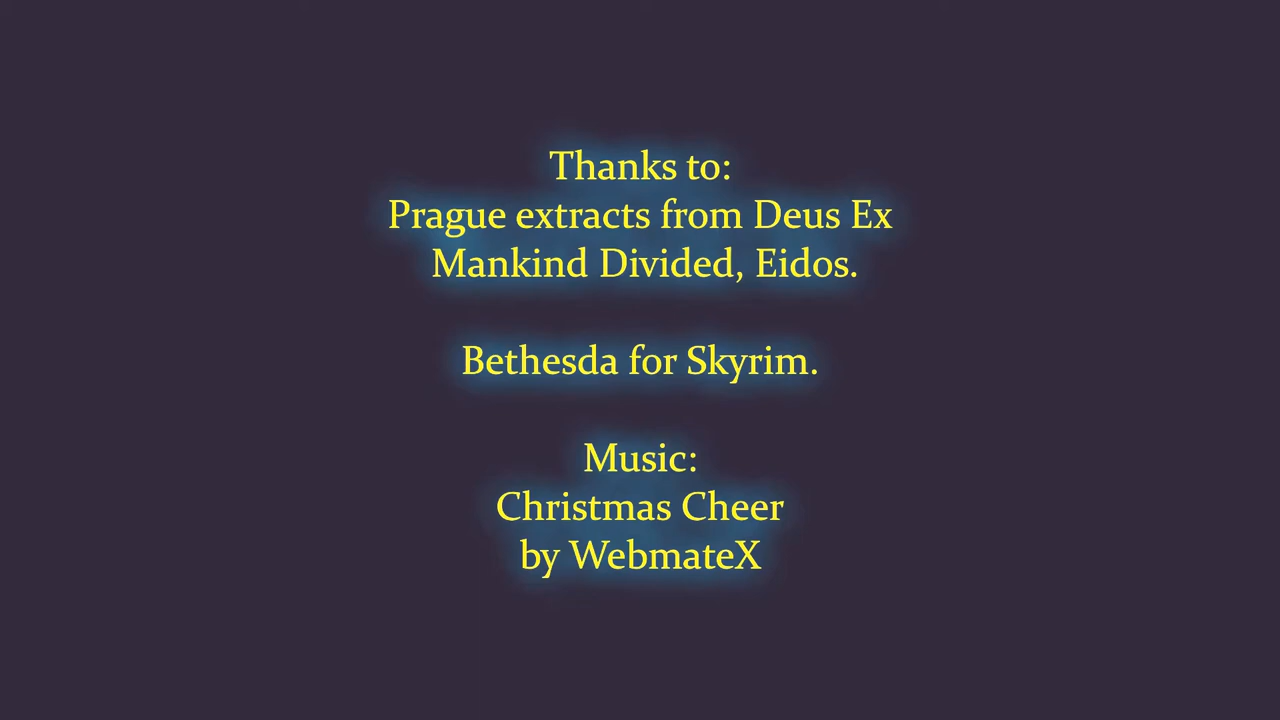 Thanks to:
Prague extracts from Deus Ex
Mankind Divided, Eidos.
Bethesda for Skyrim.
Music:
Christmas Cheer
by WebmateX